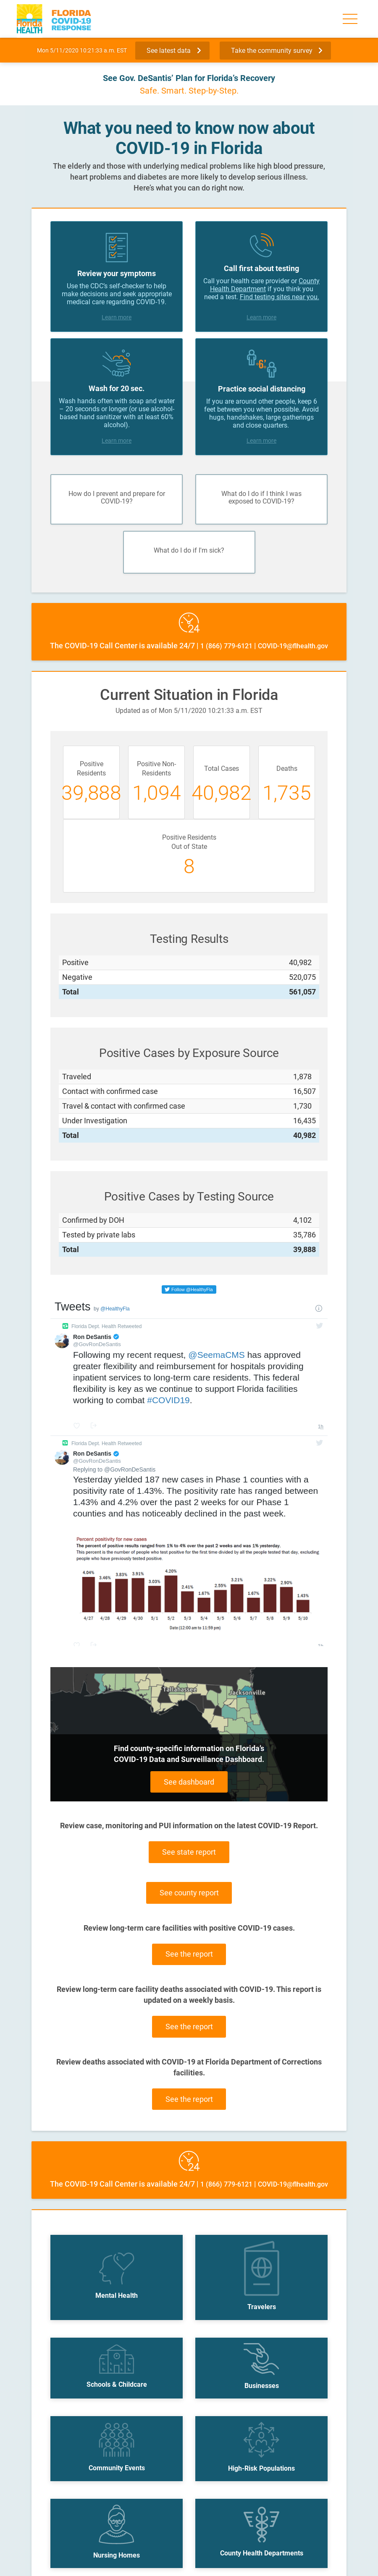 Florida
HEALTH
FLORIDA
COVID-19
RESPONSE
Mon 5/11/2020 10:21:33 a.m. EST
See latest data
Take the community survey
See Gov. DeSantis' Plan for Florida's Recovery
Safe. Smart. Step-by-Step.
What you need to know now about
COVID-19 in Florida
The elderly and those with underlying medical problems like high blood pressure,
heart problems and diabetes are more likely to develop serious illness.
Here's what you can do right now.
Review your symptoms
Use the CDC's self-checker to help
make decisions and seek appropriate
medical care regarding COVID-19.
Learn more
Call first about testing
Call your health care provider or County
Health Department if you think you
need a test. Find testing sites near you.
Learn more
Wash for 20 sec.
Wash hands often with soap and water
– 20 seconds or longer (or use alcohol-
based hand sanitizer with at least 60%
alcohol).
Learn more
6'
Practice social distancing
If you are around other people, keep 6
feet between you when possible. Avoid
hugs, handshakes, large gatherings
and close quarters.
Learn more
How do I prevent and prepare for
COVID-19?
What do I do if I think I was
exposed to COVID-19?
What do I do if I'm sick?
24
The COVID-19 Call Center is available 24/7 | 1 (866) 779-6121 | COVID-19@flhealth.gov
Current Situation in Florida
Updated as of Mon 5/11/2020 10:21:33 a.m. EST
Positive
Residents
39,888
Positive Non-
Residents
1,094
Total Cases
40,982
Deaths
1,735
Positive Residents
Out of State
8
Testing Results
Positive 40,982
Negative 520,075
Total 561,057
Positive Cases by Exposure Source
Traveled 1,878
Contact with confirmed case 16,507
Travel & contact with confirmed case 1,730
Under Investigation 16,435
Total 40,982
Positive Cases by Testing Source
Confirmed by DOH 4,102
Tested by private labs 35,786
Total 39,888
Follow @HealthyFla
Tweets by @HealthyFla
Florida Dept. Health Retweeted
Ron DeSantis
@GovRonDeSantis
Following my recent request, @SeemaCMS has approved
greater flexibility and reimbursement for hospitals providing
inpatient services to long-term care residents. This federal
flexibility is key as we continue to support Florida facilities
working to combat #COVID19.
Florida Dept. Health Retweeted
Ron DeSantis
@GovRonDeSantis
Replying to @GovRonDeSantis
Yesterday yielded 187 new cases in Phase 1 counties with a
positivity rate of 1.43%. The positivity rate has ranged between
1.43% and 4.2% over the past 2 weeks for our Phase 1
counties and has noticeably declined in the past week.
Percent positivity for new cases
The percent of positive results ranged from 1% to 4% over the past 2 weeks and was 1% yesterday.
This percent is the number of people who test positive for the first time divided by all the people tested that day, excluding
people who have previously tested positive.
4.04% 3.46% 3.83% 3.91% 3.03% 4.20% 2.41% 1.67% 2.55% 3.21% 1.67% 3.22% 2.90% 1.43%
4/27 4/28 4/29 4/30 5/1 5/2 5/3 5/4 5/5 5/6 5/7 5/8 5/9 5/10
Date (12:00 am to 11:59 pm)
Tallahassee
Jacksonville
Find county-specific information on Florida's
COVID-19 Data and Surveillance Dashboard.
See dashboard
Review case, monitoring and PUI information on the latest COVID-19 Report.
See state report
See county report
Review long-term care facilities with positive COVID-19 cases.
See the report
Review long-term care facility deaths associated with COVID-19. This report is
updated on a weekly basis.
See the report
Review deaths associated with COVID-19 at Florida Department of Corrections
facilities.
See the report
24
The COVID-19 Call Center is available 24/7 | 1 (866) 779-6121 | COVID-19@flhealth.gov
Mental Health
Travelers
Schools & Childcare
Businesses
Community Events
High-Risk Populations
Nursing Homes
County Health Departments